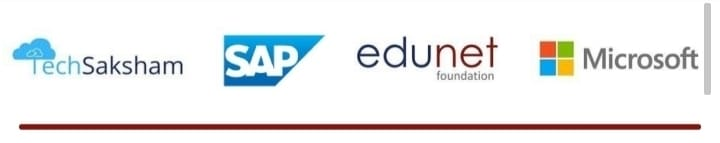 TechSaksham
SAP
edunet
foundation
Microsoft